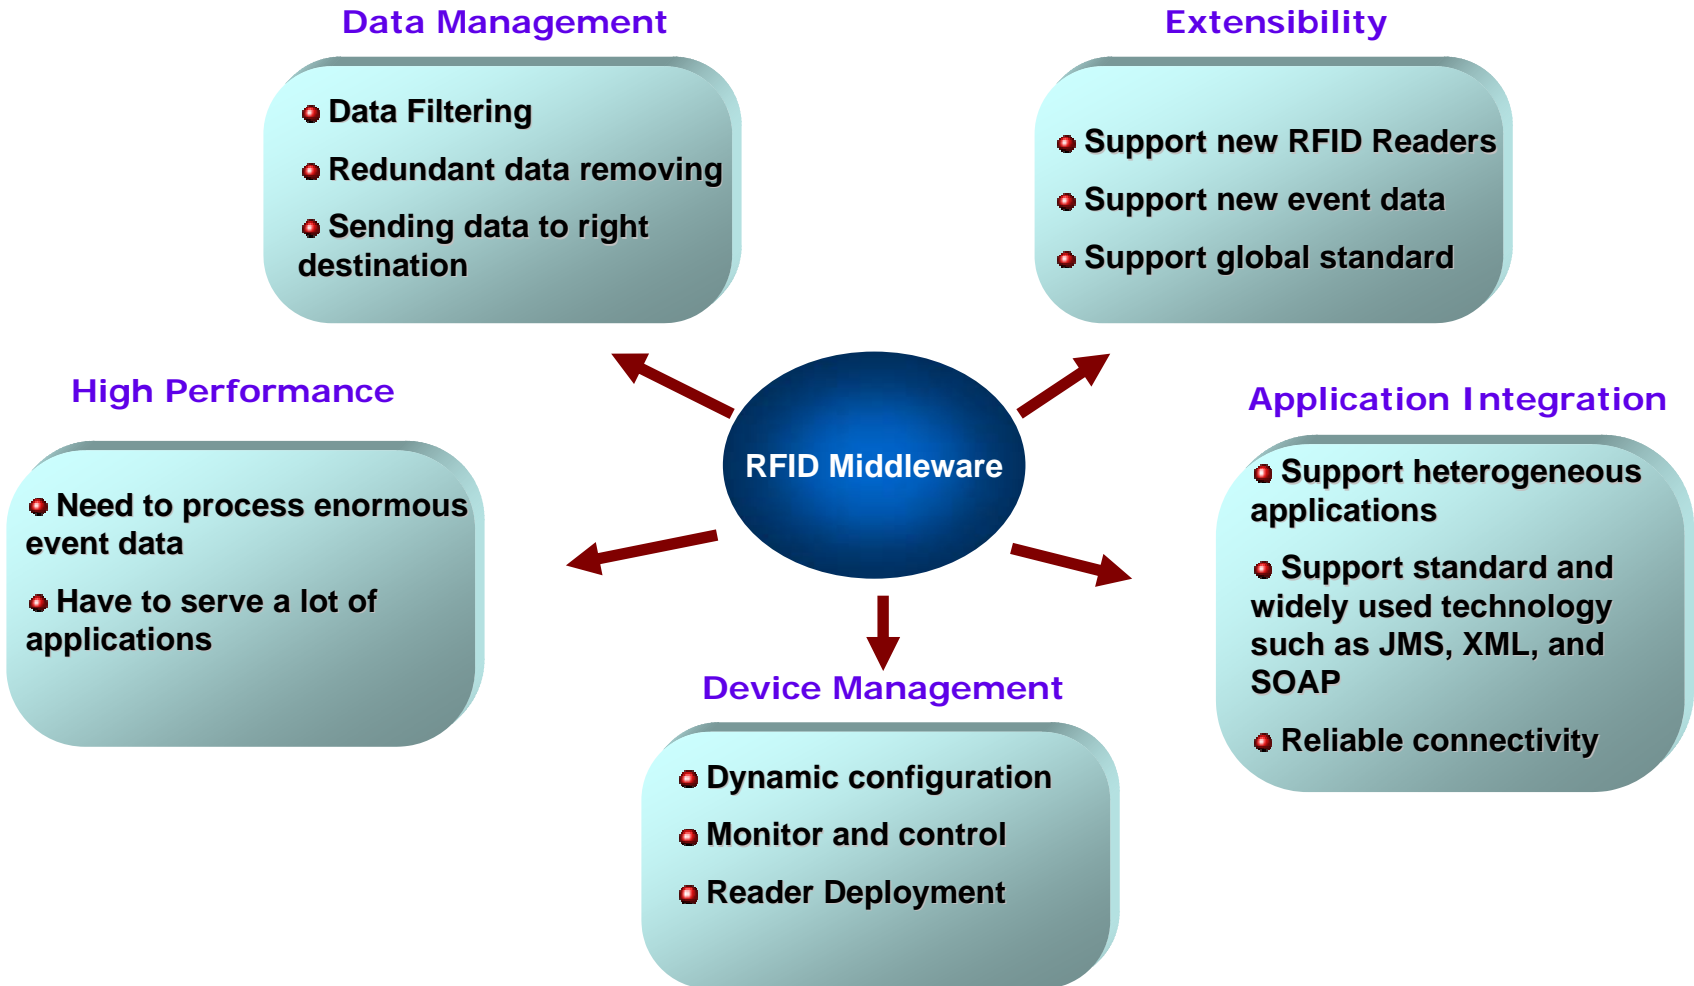 Data Management
Data Filtering
Redundant data removing
Sending data to right
destination
Extensibility
Support new RFID Readers
Support new event data
Support global standard
High Performance
Need to process enormous
event data
Have to serve a lot of
applications
RFID Middleware
Application Integration
Support heterogeneous
applications
Support standard and
widely used technology
such as JMS, XML, and
SOAP
Reliable connectivity
Device Management
Dynamic configuration
Monitor and control
Reader Deployment